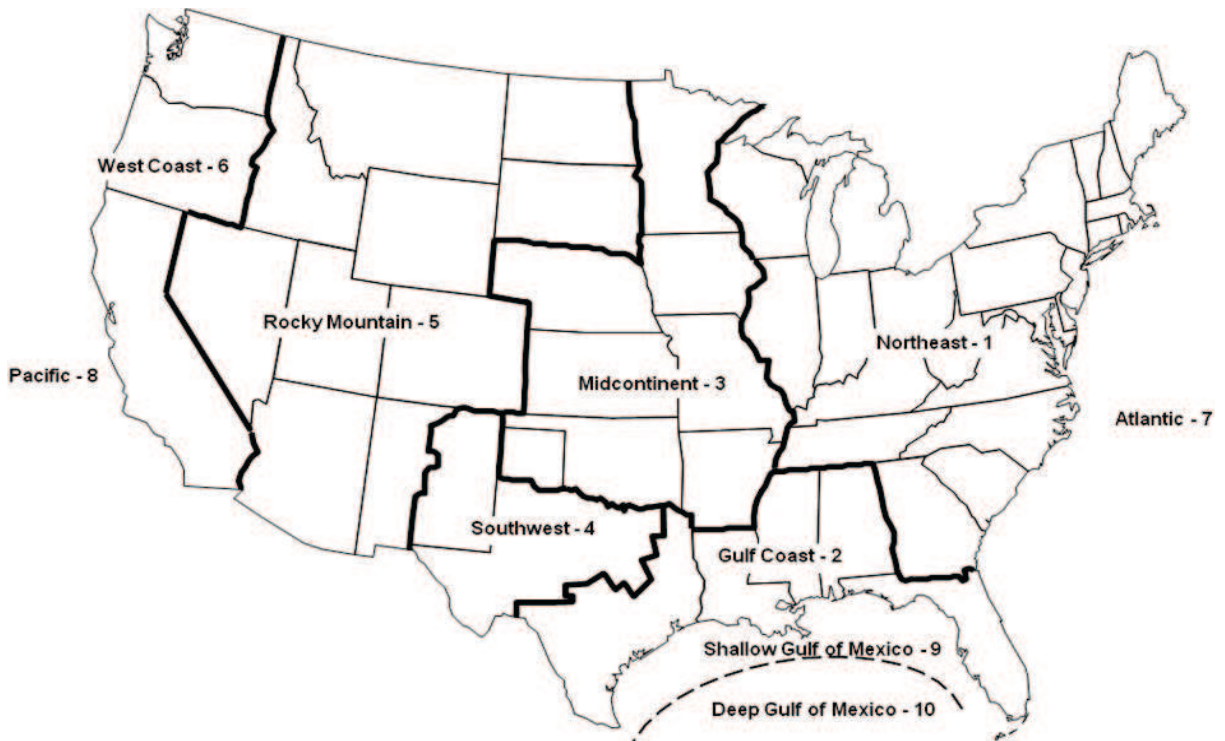 West Coast - 6
Rocky Mountain - 5
Northeast - 1
Pacific - 8
Midcontinent - 3
Atlantic - 7
Southwest - 4
Gulf Coast - 2
Shallow Gulf of Mexico - 9
Deep Gulf of Mexico - 10